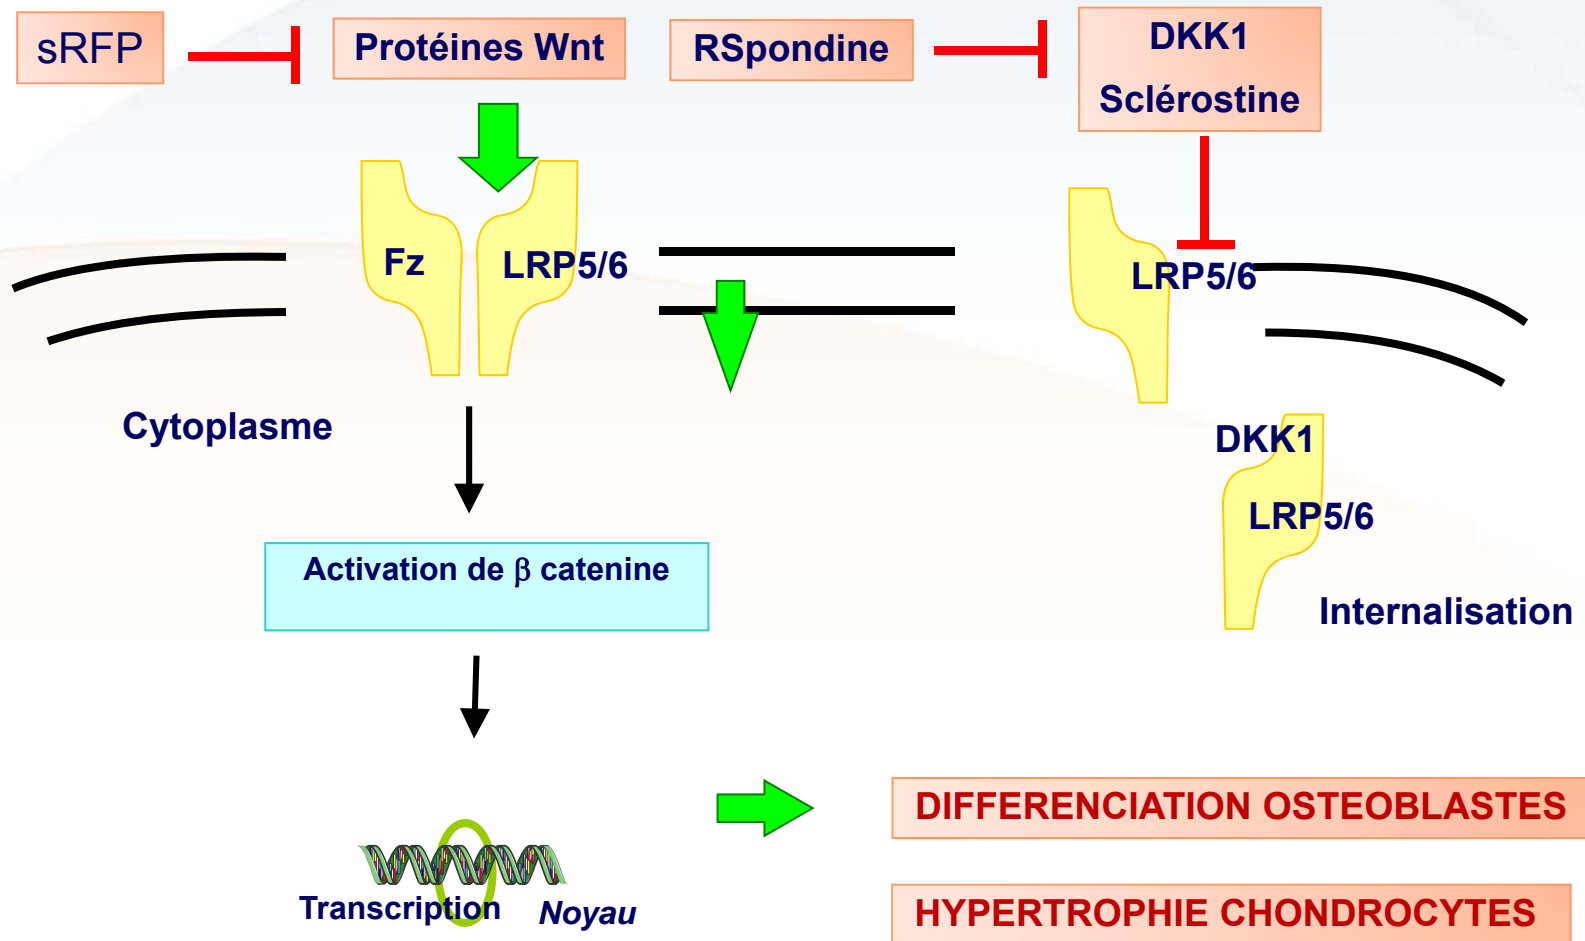 sRFP
Protéines Wnt
RSpondine
DKK1
Sclérostine
Fz
LRP5/6
LRP5/6
Cytoplasme
DKK1
LRP5/6
Activation de β catenine
Internalisation
DIFFERENCIATION OSTEOBLASTES
Transcription
Noyau
HYPERTROPHIE CHONDROCYTES